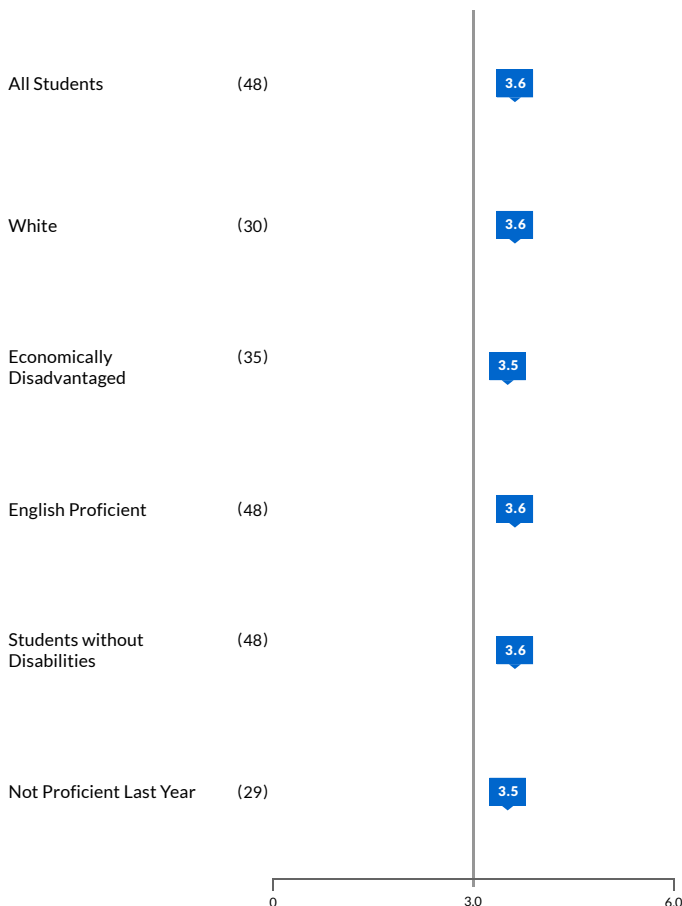 All Students (48) 3.6
White (30) 3.6
Economically (35) 3.5
Disadvantaged
English Proficient (48) 3.6
Students without (48) 3.6
Disabilities
Not Proficient Last Year (29) 3.5
0 3.0 6.0